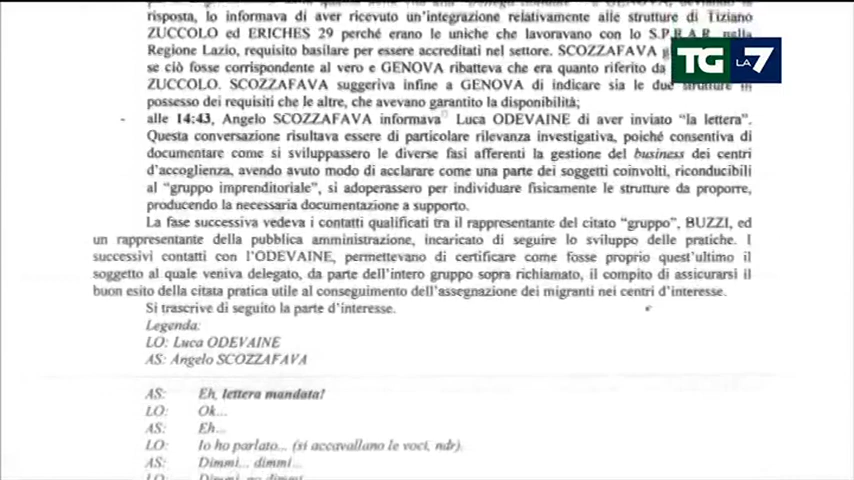 risposta, lo informava di aver ricevuto un'integrazione relativamente alle strutture di Tiziano
ZUCCOLO ed ERICHES 29 perché erano le uniche che lavoravano con lo S.P.R.A.R. nella
Regione Lazio, requisito basilare per essere accreditati nel settore. SCOZZAFAVA
TG LA7
se ciò fosse corrispondente al vero e GENOVA ribatteva che era quanto riferito da
ZUCCOLO. SCOZZAFAVA suggeriva infine a GENOVA di indicare sia le due strutture in
possesso dei requisiti che le altre, che avevano garantito la disponibilità;
- alle 14:43, Angelo SCOZZAFAVA informava Luca ODEVAINE di aver inviato "la lettera".
Questa conversazione risultava essere di particolare rilevanza investigativa, poiché consentiva di
documentare come si sviluppassero le diverse fasi afferenti la gestione del business dei centri
d'accoglienza, avendo avuto modo di acclarare come una parte dei soggetti coinvolti, riconducibili
al "gruppo imprenditoriale", si adoperassero per individuare fisicamente le strutture da proporre,
producendo la necessaria documentazione a supporto.
La fase successiva vedeva i contatti qualificati tra il rappresentante del citato "gruppo", BUZZI, ed
un rappresentante della pubblica amministrazione, incaricato di seguire lo sviluppo delle pratiche. I
successivi contatti con l'ODEVAINE, permettevano di certificare come fosse proprio quest'ultimo il
soggetto al quale veniva delegato, da parte dell'intero gruppo sopra richiamato, il compito di assicurarsi il
buon esito della citata pratica utile al conseguimento dell'assegnazione dei migranti nei centri d'interesse.
Si trascrive di seguito la parte d'interesse.
Legenda:
LO: Luca ODEVAINE
AS: Angelo SCOZZAFAVA
AS: Eh, lettera mandata!
LO: Ok...
AS: Eh...
LO: Io ho parlato... (si accavallano le voci, ndr).
AS: Dimmi... dimmi...